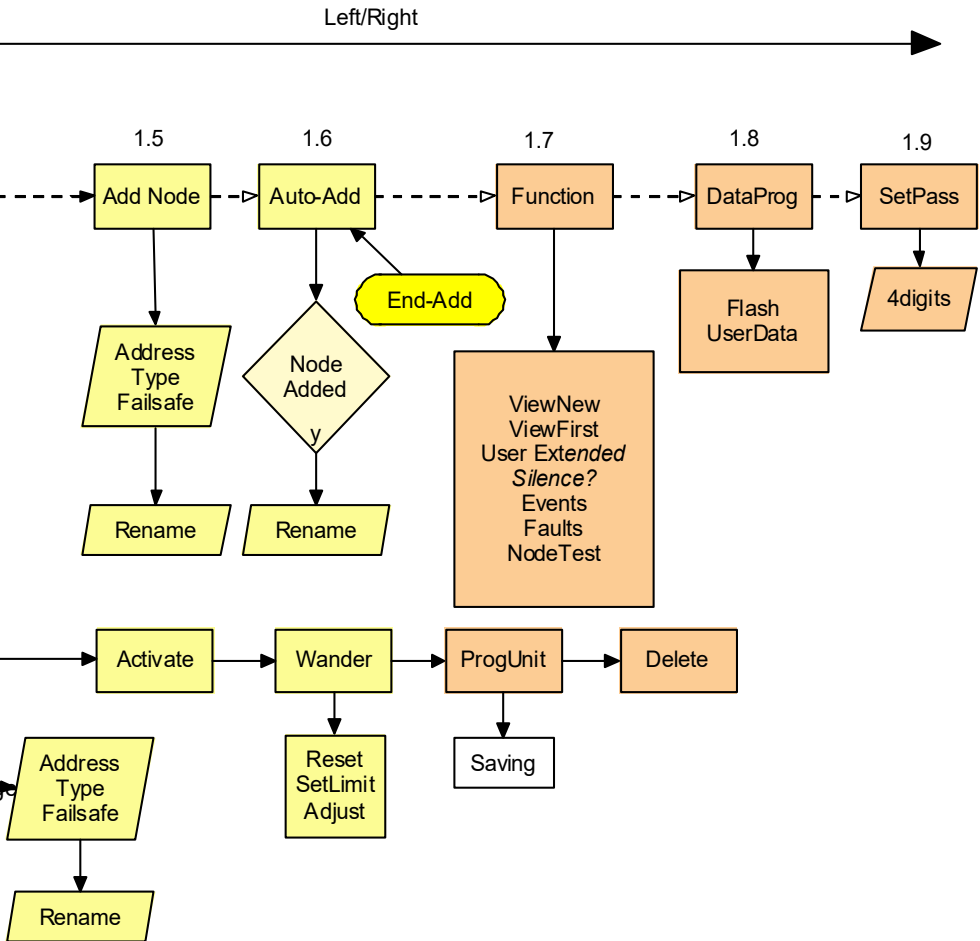 Left/Right
1.5
1.6
1.7
1.8
1.9
Add Node
Auto-Add
Function
DataProg
SetPass
End-Add
4digits
Flash
UserData
Address
Type
Failsafe
Node
Added
y
ViewNew
ViewFirst
User Extended
Silence?
Events
Faults
NodeTest
Rename
Rename
Activate
Wander
ProgUnit
Delete
Reset
SetLimit
Adjust
Saving
Address
Type
Failsafe
Rename